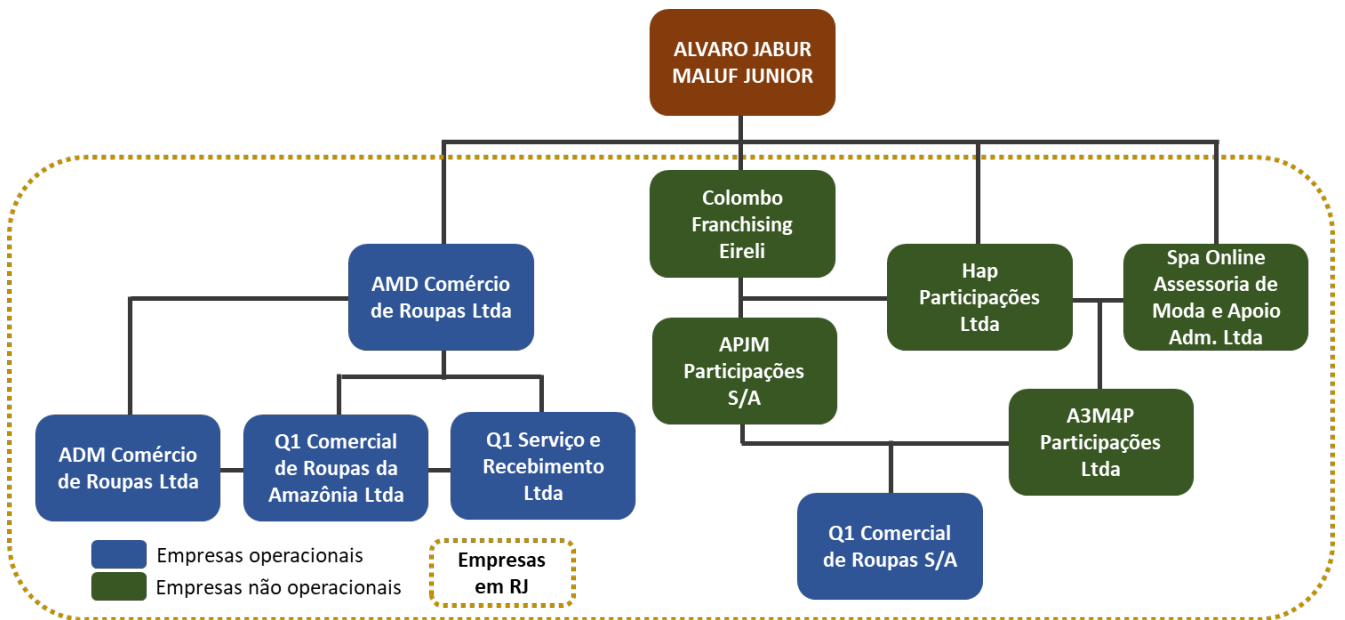 ALVARO JABUR
MALUF JUNIOR
Colombo
Franchising
Eireli
AMD Comércio
de Roupas Ltda
Hap
Participações
Ltda
Spa Online
Assessoria de
Moda e Apoio
Adm. Ltda
APJM
Participações
S/A
A3M4P
Participações
Ltda
ADM Comércio
de Roupas Ltda
Q1 Comercial
de Roupas da
Amazônia Ltda
Q1 Serviço e
Recebimento
Ltda
Q1 Comercial
de Roupas S/A
Empresas operacionais
Empresas não operacionais
Empresas
em RJ